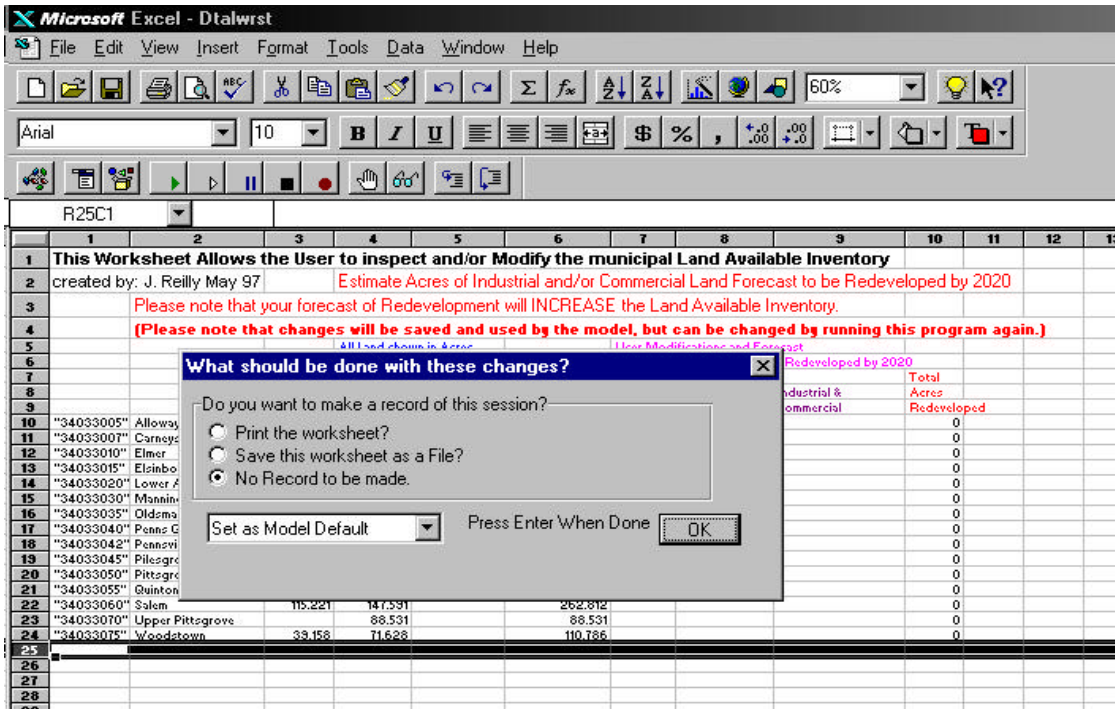 Microsoft Excel - Dtalwrst
File Edit View Insert Format Tools Data Window Help
60%
Arial 10 B I U $ % ,
R25C1
1 2 3 4 5 6 7 8 9 10 11 12
1 This Worksheet Allows the User to inspect and/or Modify the municipal Land Available Inventory
2 created by: J. Reilly May 97 Estimate Acres of Industrial and/or Commercial Land Forecast to be Redeveloped by 2020
3 Please note that your forecast of Redevelopment will INCREASE the Land Available Inventory.
4 (Please note that changes will be saved and used by the model, but can be changed by running this program again.)
5 All land shown in Acres User Modifications and Forecast
6 Redeveloped by 2020
7 Total
8 ndustrial & Acres
9 ommercial Redeveloped
What should be done with these changes?
Do you want to make a record of this session?
Print the worksheet?
Save this worksheet as a File?
No Record to be made.
Set as Model Default Press Enter When Done OK
10 "34033005" Alloway 0
11 "34033007" Carneys 0
12 "34033010" Elmer 0
13 "34033015" Elsinbo 0
14 "34033020" Lower 0
15 "34033030" Mannin 0
16 "34033035" Oldsma 0
17 "34033040" Penns G 0
18 "34033042" Pennsvi 0
19 "34033045" Pilesgr 0
20 "34033050" Pittsgr 0
21 "34033055" Quinton 0
22 "34033060" Salem 115.221 147.591 262.812 0
23 "34033070" Upper Pittsgrove 88.531 88.531 0
24 "34033075" Woodstown 39.158 71.628 110.786 0
25
26
27
28